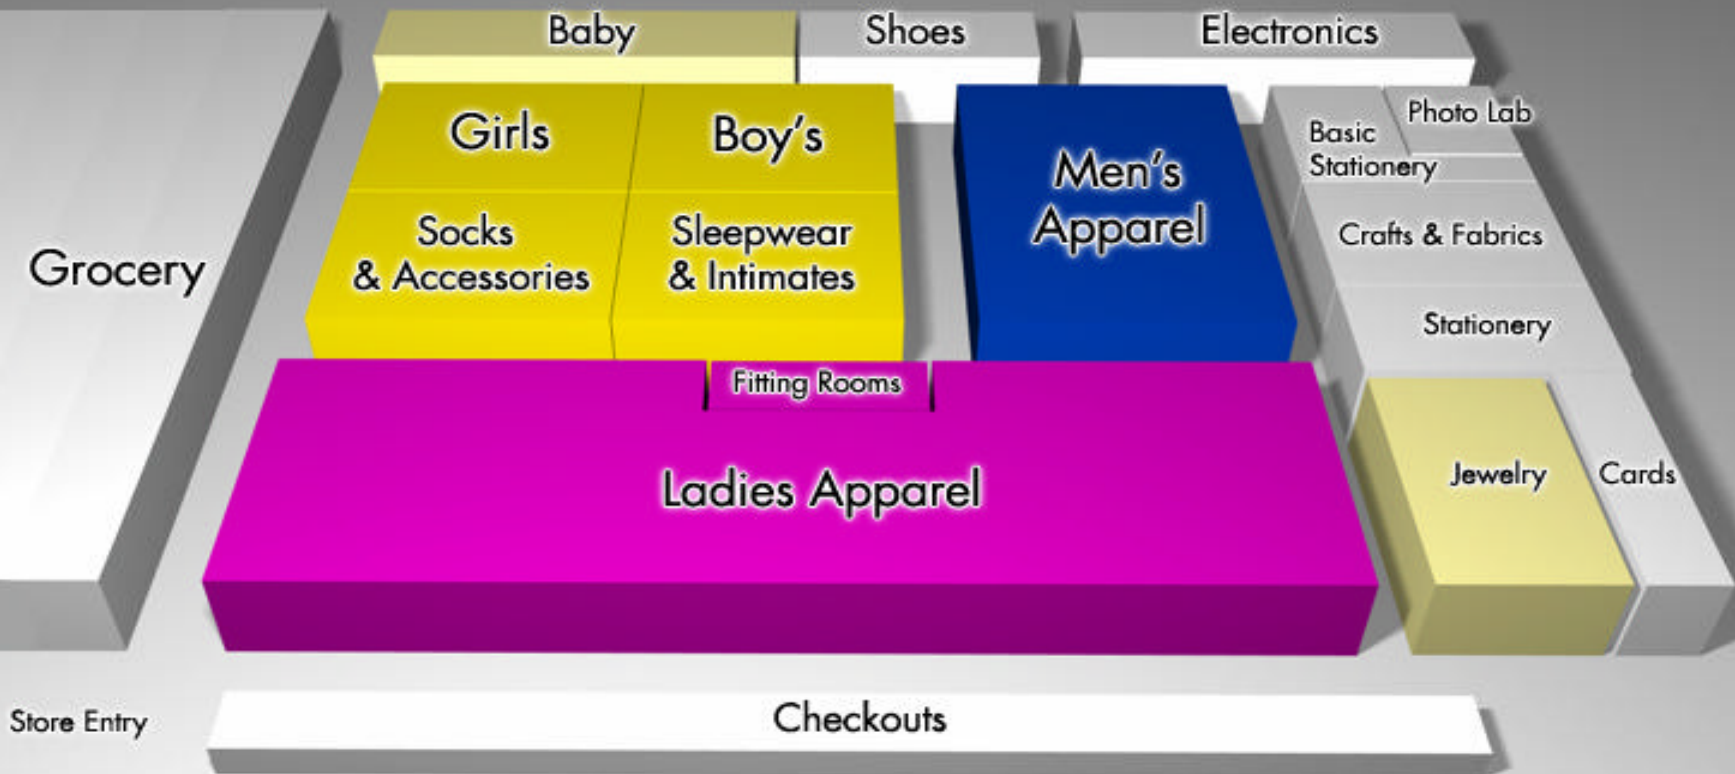 Baby
Shoes
Electronics
Girls
Boy's
Men's
Apparel
Basic
Stationery
Photo Lab
Grocery
Socks
& Accessories
Sleepwear
& Intimates
Crafts & Fabrics
Stationery
Fitting Rooms
Ladies Apparel
Jewelry
Cards
Store Entry
Checkouts